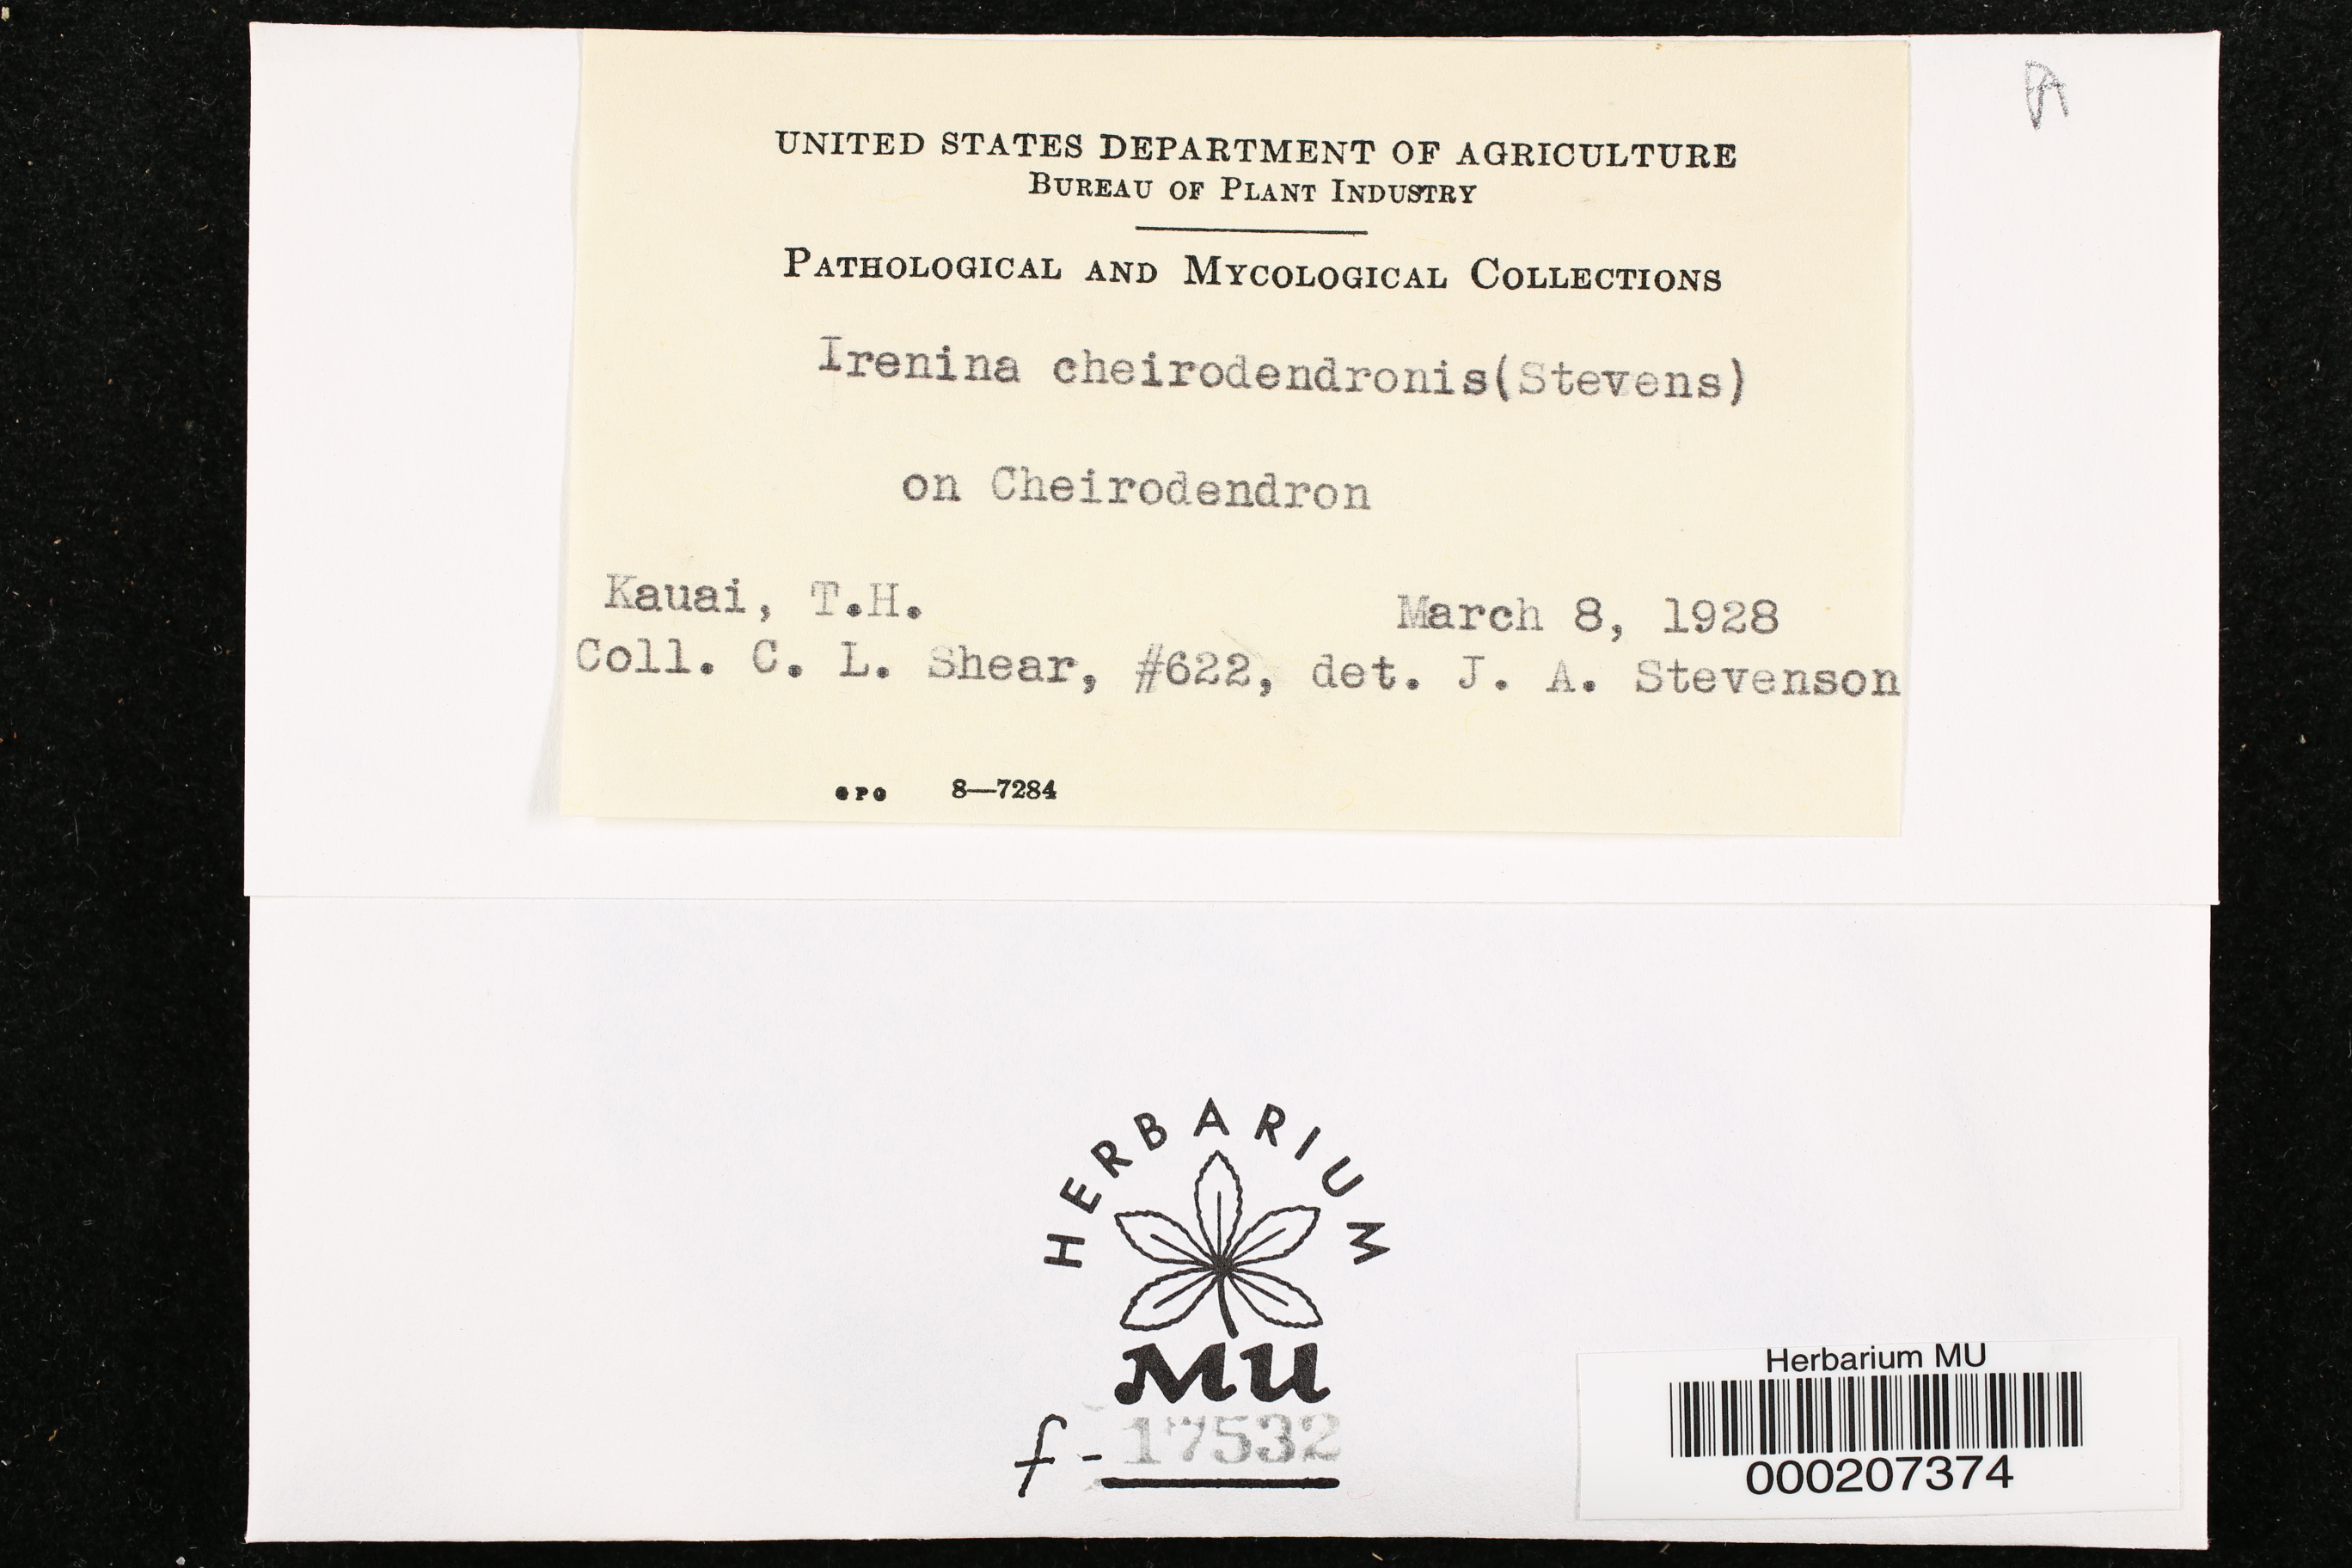 UNITED STATES DEPARTMENT OF AGRICULTURE
BUREAU OF PLANT INDUSTRY
PATHOLOGICAL AND MYCOLOGICAL COLLECTIONS
Irenina cheirodendronis(Stevens)
on Cheirodendron
Kauai, T.H. March 8, 1928
Coll. C. L. Shear, #622, det. J. A. Stevenson
GPO 8—7284
HERBARIUM
MU
f-17532
Herbarium MU
000207374